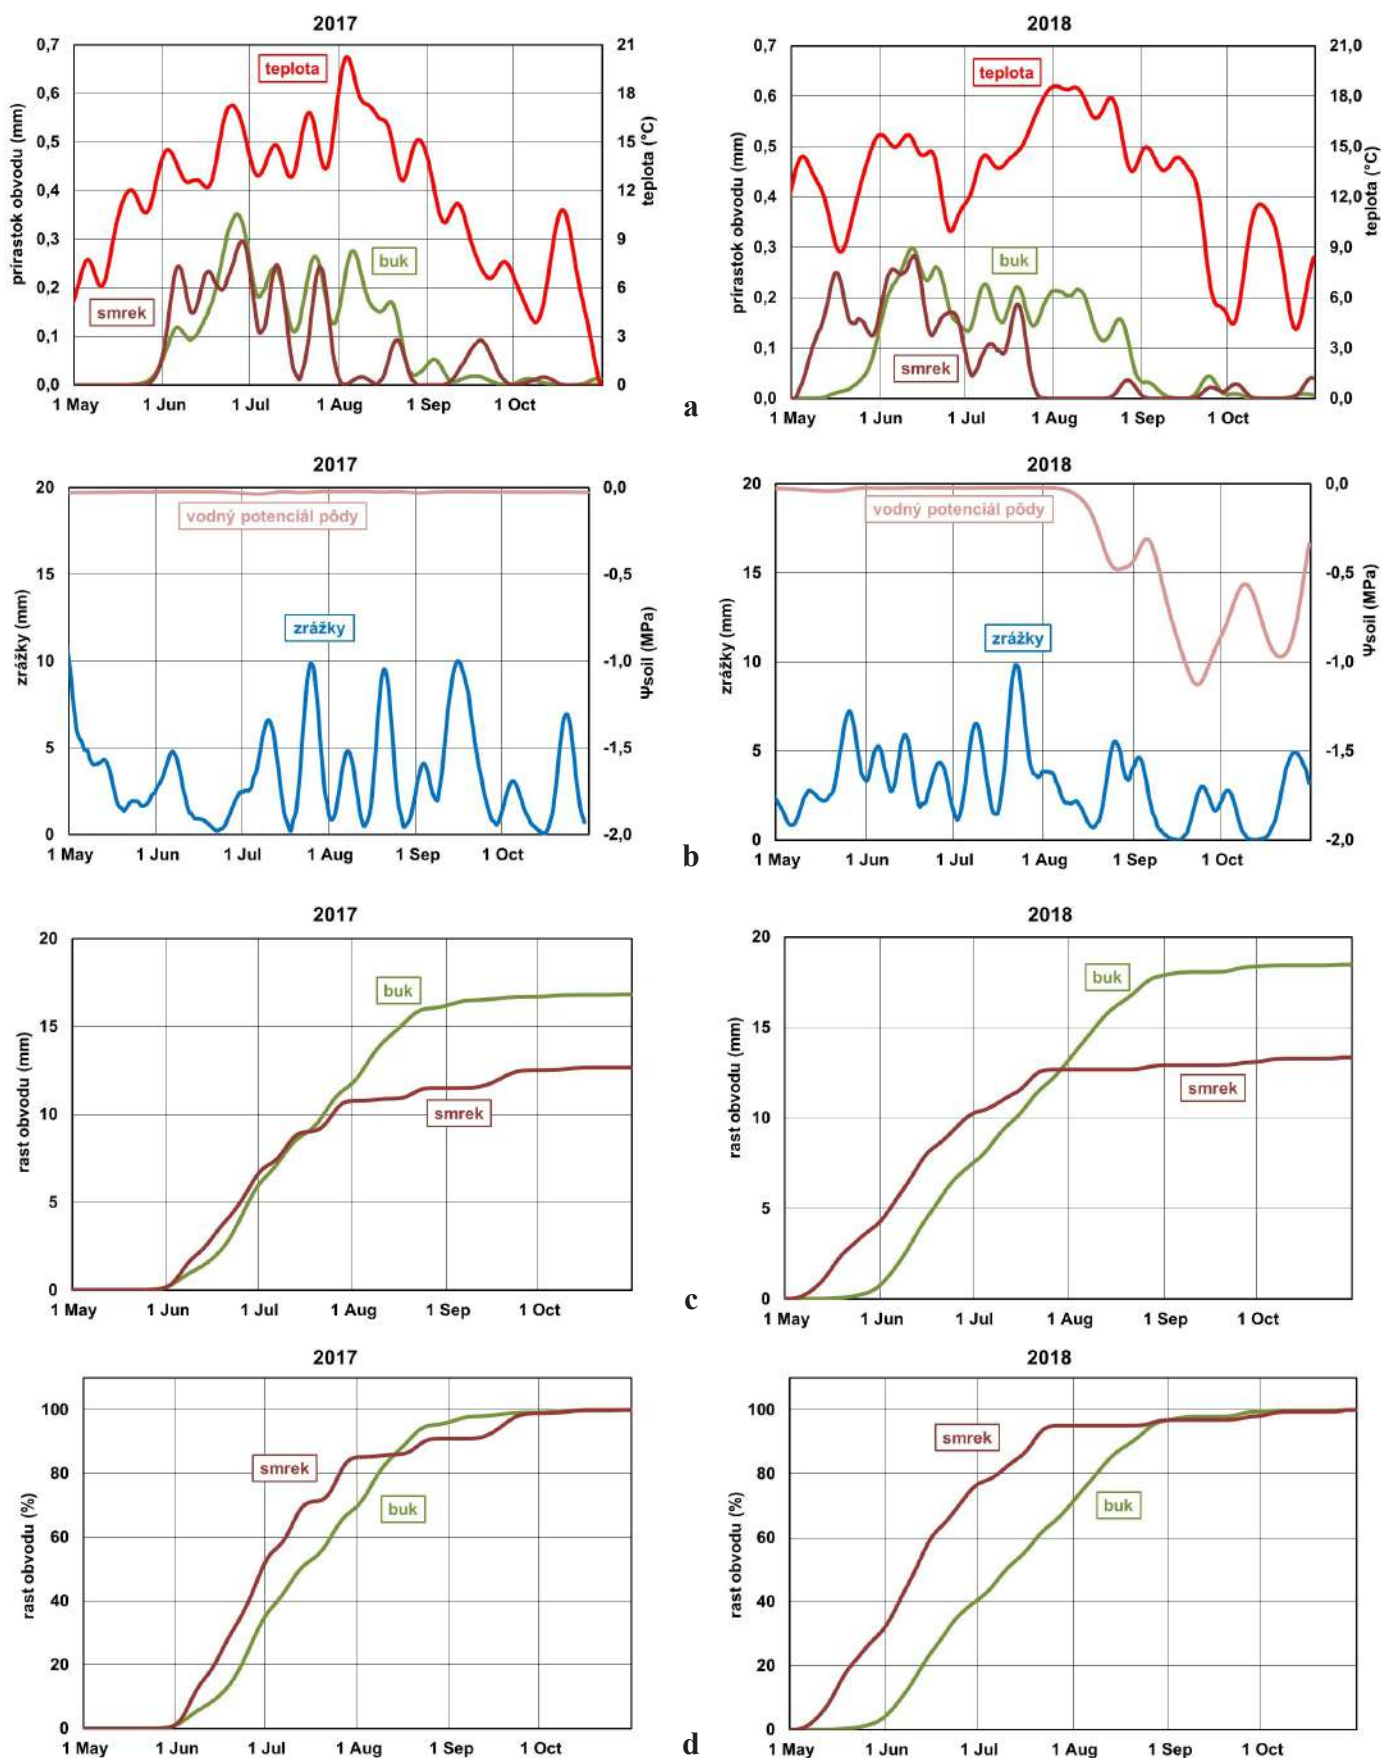 2017
0,7
0,6
0,5
0,4
0,3
0,2
0,1
0,0
prírastok obvodu (mm)
21
18
15
12
9
6
3
0
teplota (°C)
teplota
buk
smrek
1 May 1 Jun 1 Jul 1 Aug 1 Sep 1 Oct
a
2018
0,7
0,6
0,5
0,4
0,3
0,2
0,1
0,0
prírastok obvodu (mm)
21,0
18,0
15,0
12,0
9,0
6,0
3,0
0,0
teplota (°C)
teplota
buk
smrek
1 May 1 Jun 1 Jul 1 Aug 1 Sep 1 Oct
2017
20
15
10
5
0
zrážky (mm)
0,0
-0,5
-1,0
-1,5
-2,0
Ψsoil (MPa)
vodný potenciál pôdy
zrážky
1 May 1 Jun 1 Jul 1 Aug 1 Sep 1 Oct
b
2018
20
15
10
5
0
zrážky (mm)
0,0
-0,5
-1,0
-1,5
-2,0
Ψsoil (MPa)
vodný potenciál pôdy
zrážky
1 May 1 Jun 1 Jul 1 Aug 1 Sep 1 Oct
2017
20
15
10
5
0
rast obvodu (mm)
buk
smrek
1 May 1 Jun 1 Jul 1 Aug 1 Sep 1 Oct
c
2018
20
15
10
5
0
rast obvodu (mm)
buk
smrek
1 May 1 Jun 1 Jul 1 Aug 1 Sep 1 Oct
2017
100
80
60
40
20
0
rast obvodu (%)
smrek
buk
1 May 1 Jun 1 Jul 1 Aug 1 Sep 1 Oct
d
2018
100
80
60
40
20
0
rast obvodu (%)
smrek
buk
1 May 1 Jun 1 Jul 1 Aug 1 Sep 1 Oct